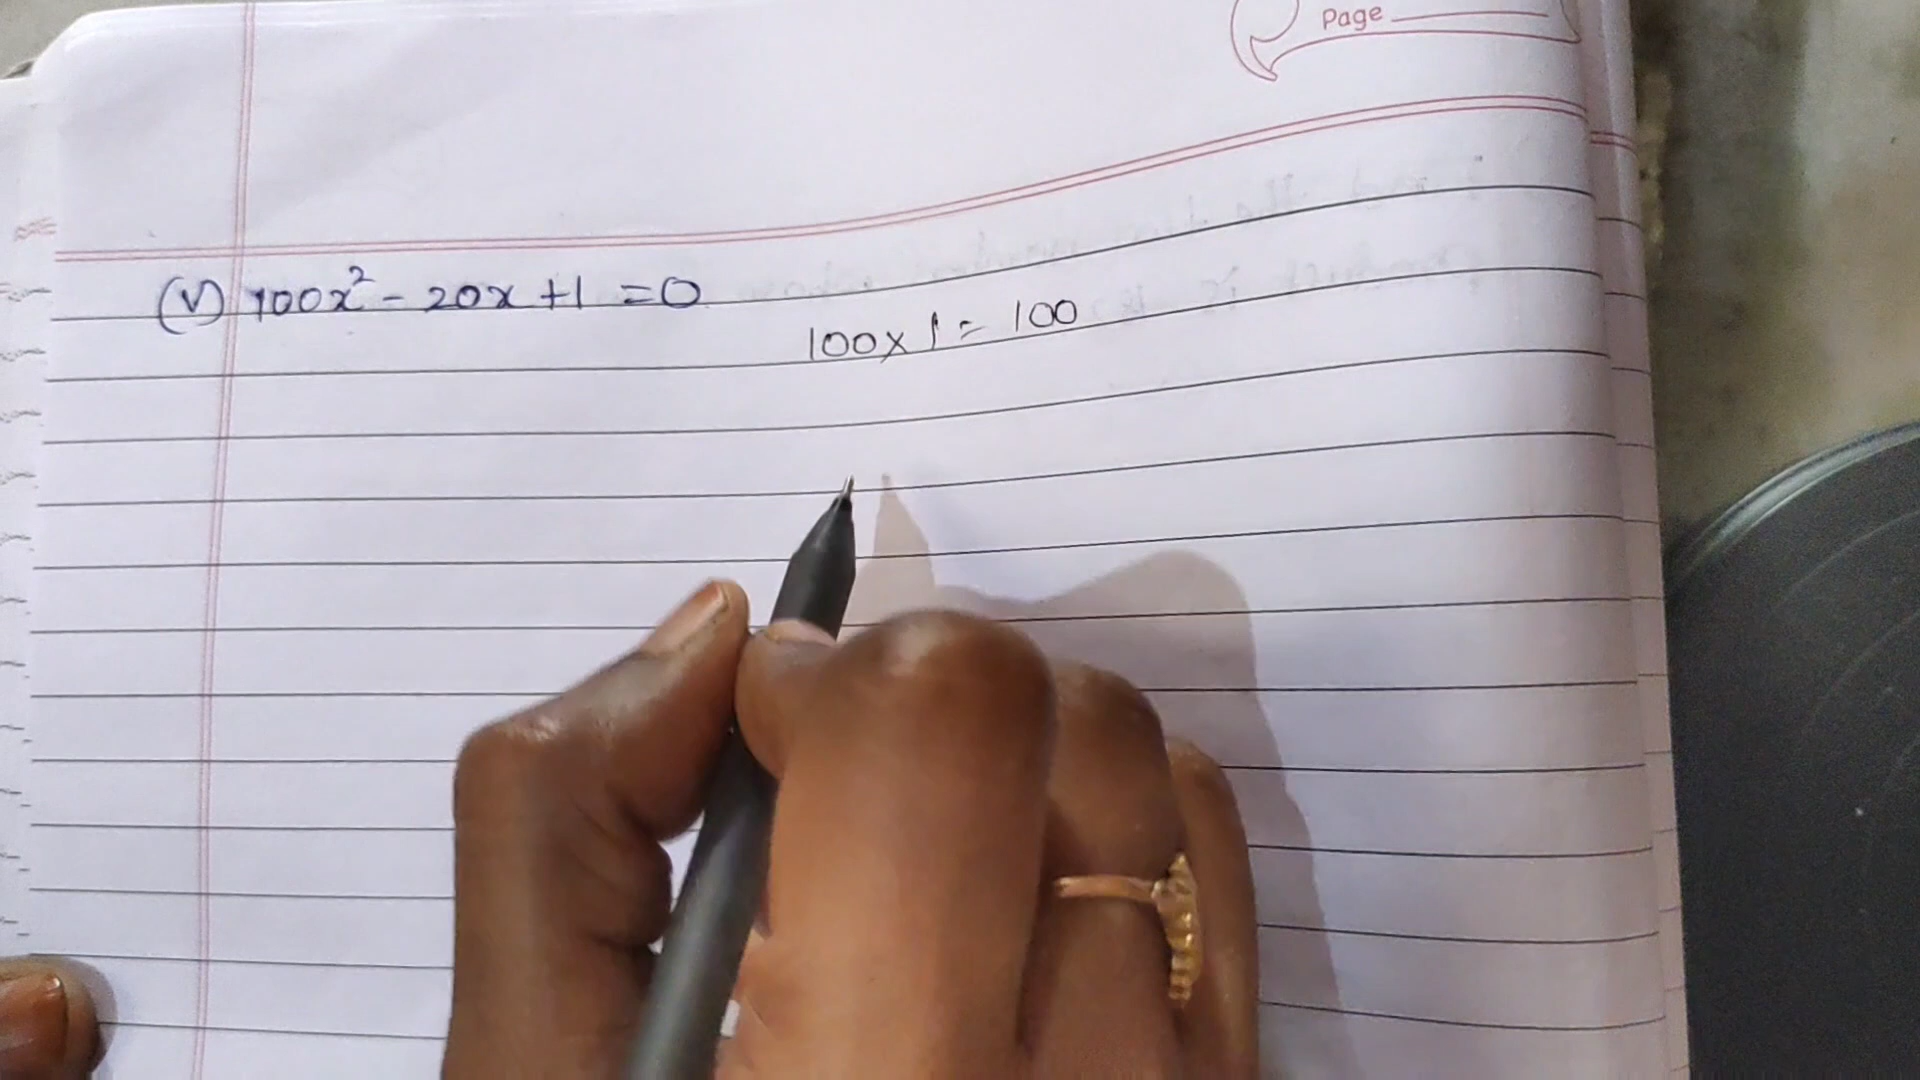 Page
(v) 100x² - 20x + 1 = 0
100 x 1 = 100